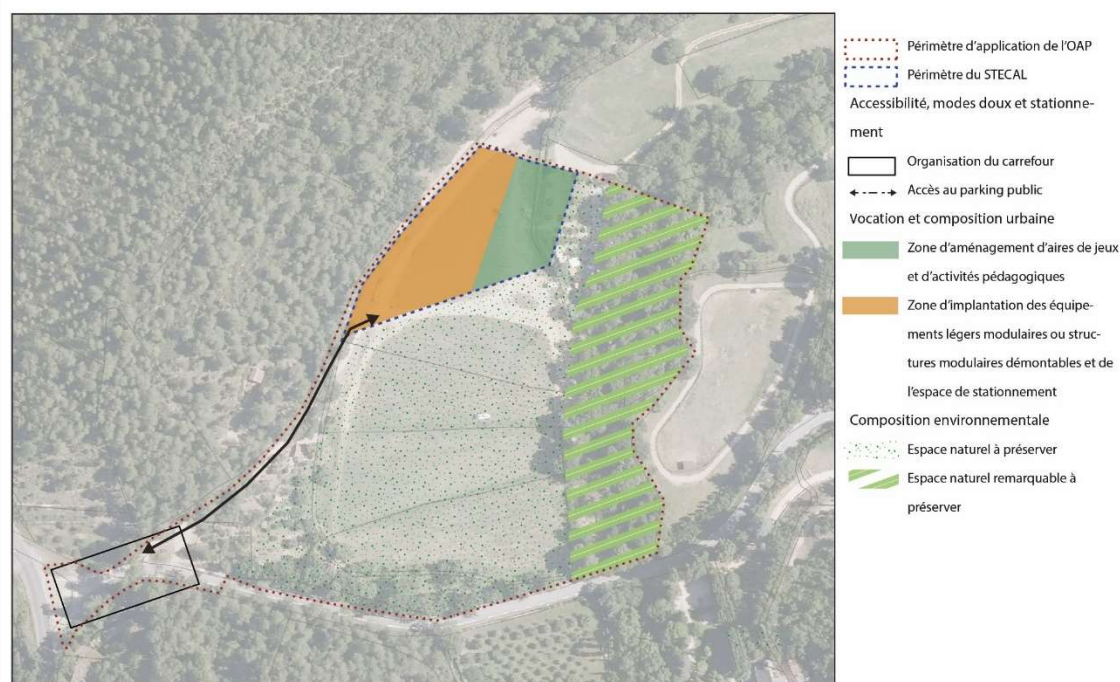 Périmètre d'application de l'OAP
Périmètre du STECAL
Accessibilité, modes doux et stationne-
ment
Organisation du carrefour
Accès au parking public
Vocation et composition urbaine
Zone d'aménagement d'aires de jeux
et d'activités pédagogiques
Zone d'implantation des équipe-
ments légers modulaires ou struc-
tures modulaires démontables et de
l'espace de stationnement
Composition environnementale
Espace naturel à préserver
Espace naturel remarquable à
préserver